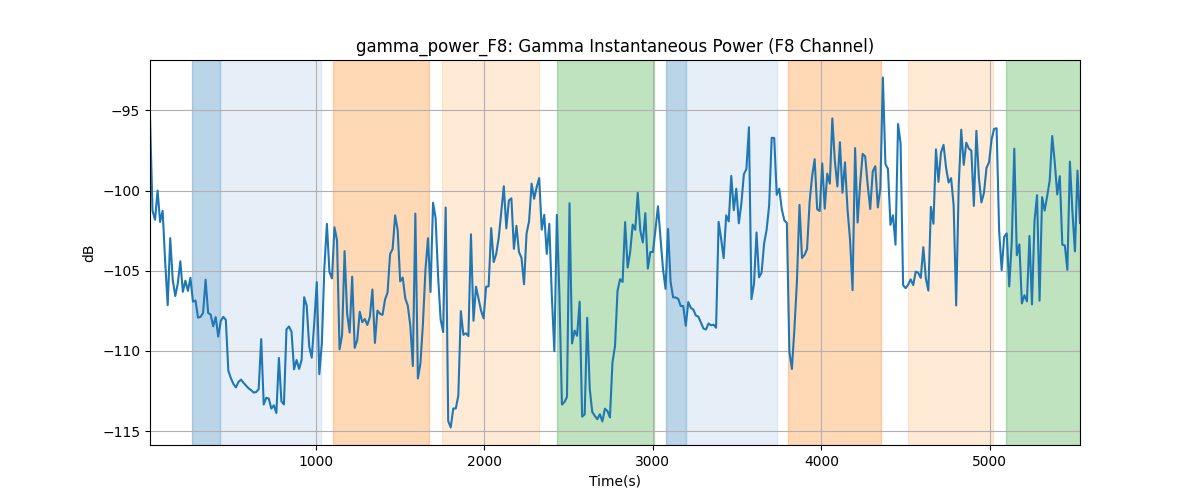 gamma_power_F8: Gamma Instantaneous Power (F8 Channel)
−95
−100
−105
−110
−115
dB
1000 2000 3000 4000 5000
Time(s)